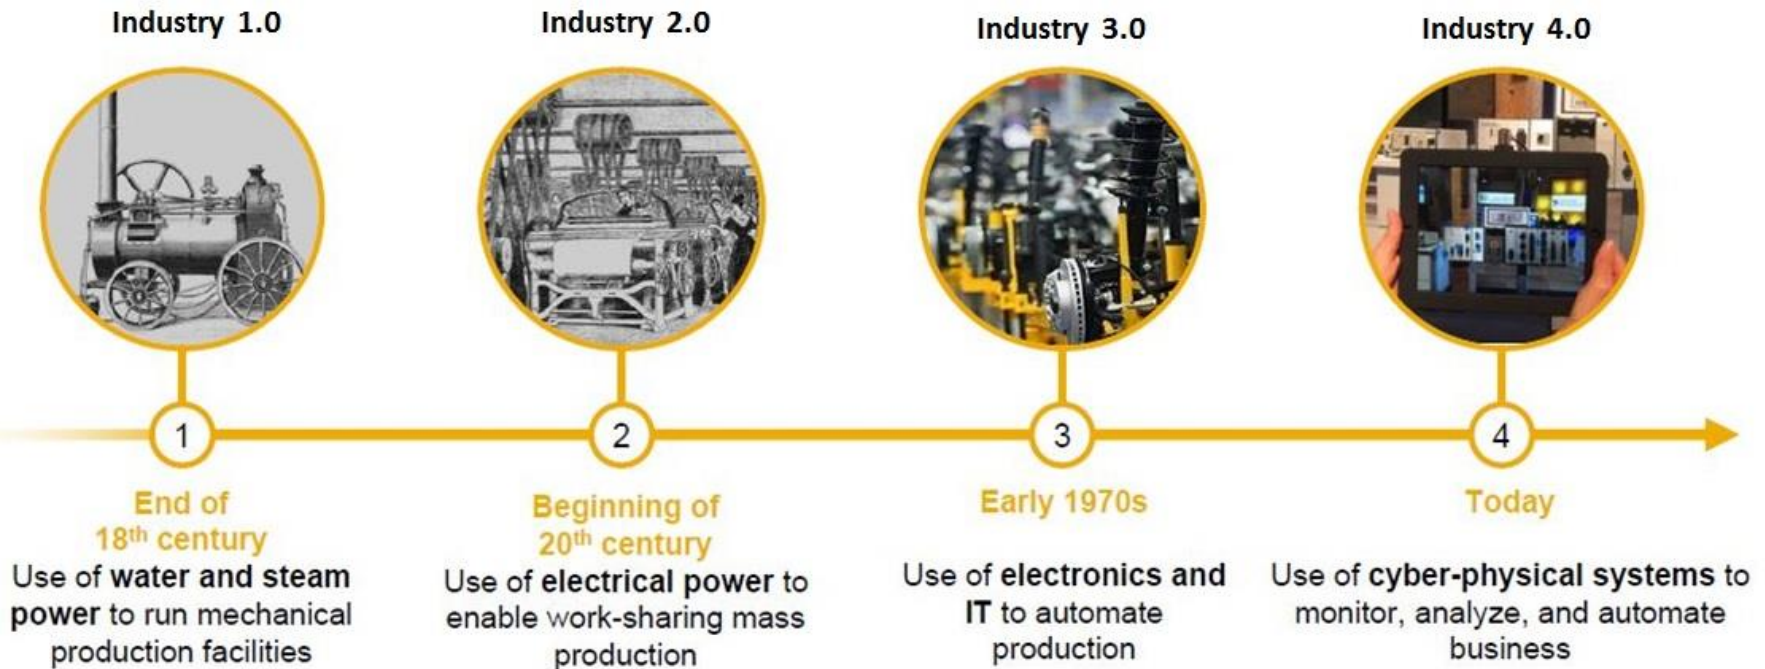 Industry 1.0
Industry 2.0
Industry 3.0
Industry 4.0
1
2
3
4
End of
18th century
Use of water and steam
power to run mechanical
production facilities
Beginning of
20th century
Use of electrical power to
enable work-sharing mass
production
Early 1970s
Use of electronics and
IT to automate
production
Today
Use of cyber-physical systems to
monitor, analyze, and automate
business